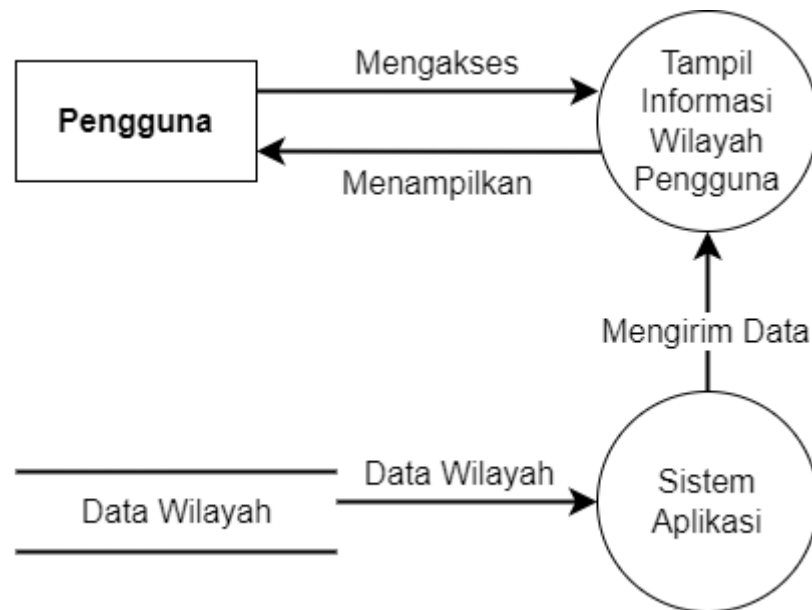 Mengakses
Pengguna
Menampilkan
Tampil
Informasi
Wilayah
Pengguna
Mengirim Data
Data Wilayah
Data Wilayah
Sistem
Aplikasi